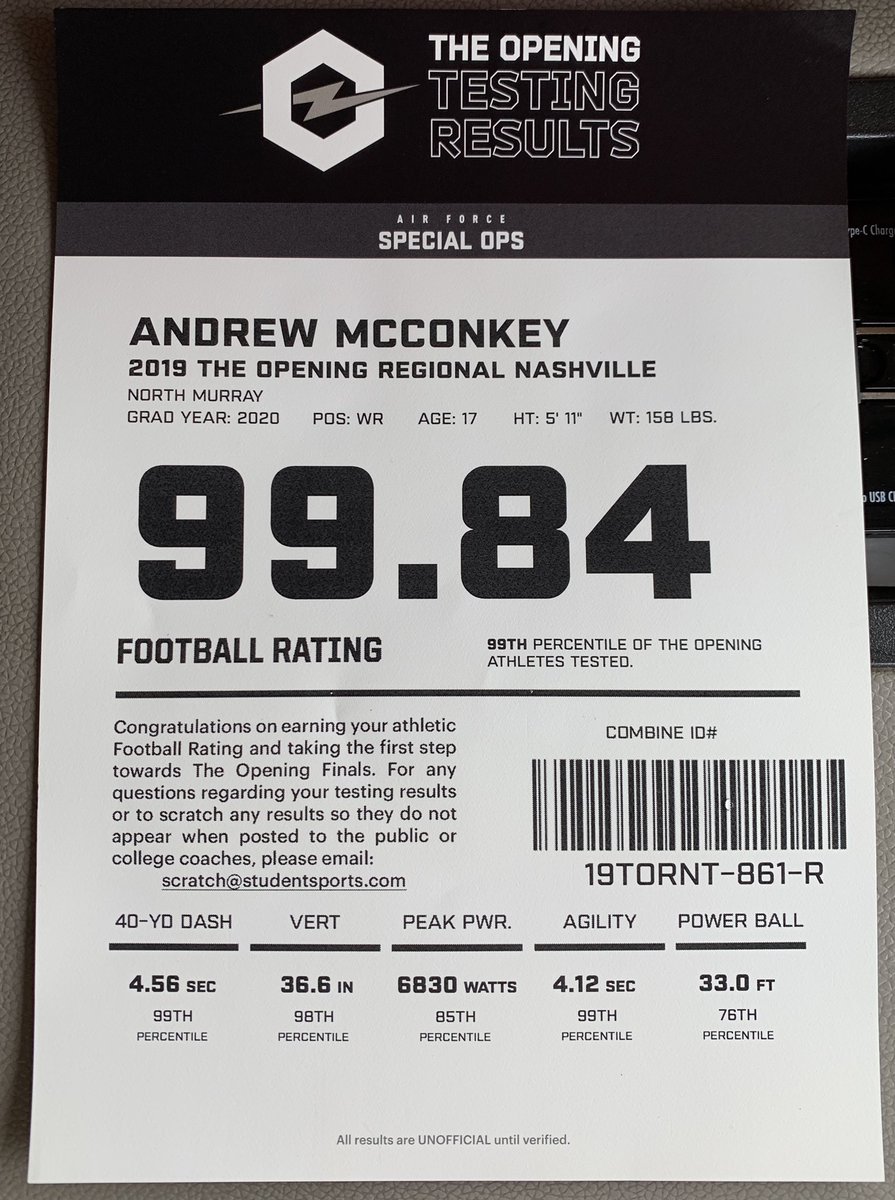 THE OPENING
TESTING
RESULTS
AIR FORCE
SPECIAL OPS
ANDREW MCCONKEY
2019 THE OPENING REGIONAL NASHVILLE
NORTH MURRAY
GRAD YEAR: 2020 POS: WR AGE: 17 HT: 5' 11" WT: 158 LBS.
99.84
FOOTBALL RATING
99TH PERCENTILE OF THE OPENING
ATHLETES TESTED.
Congratulations on earning your athletic
Football Rating and taking the first step
towards The Opening Finals. For any
questions regarding your testing results
or to scratch any results so they do not
appear when posted to the public or
college coaches, please email:
scratch@studentsports.com
COMBINE ID#
19TORNT-861-R
40-YD DASH VERT PEAK PWR. AGILITY POWER BALL
4.56 SEC 36.6 IN 6830 WATTS 4.12 SEC 33.0 FT
99TH 98TH 85TH 99TH 76TH
PERCENTILE PERCENTILE PERCENTILE PERCENTILE PERCENTILE
All results are UNOFFICIAL until verified.
USB